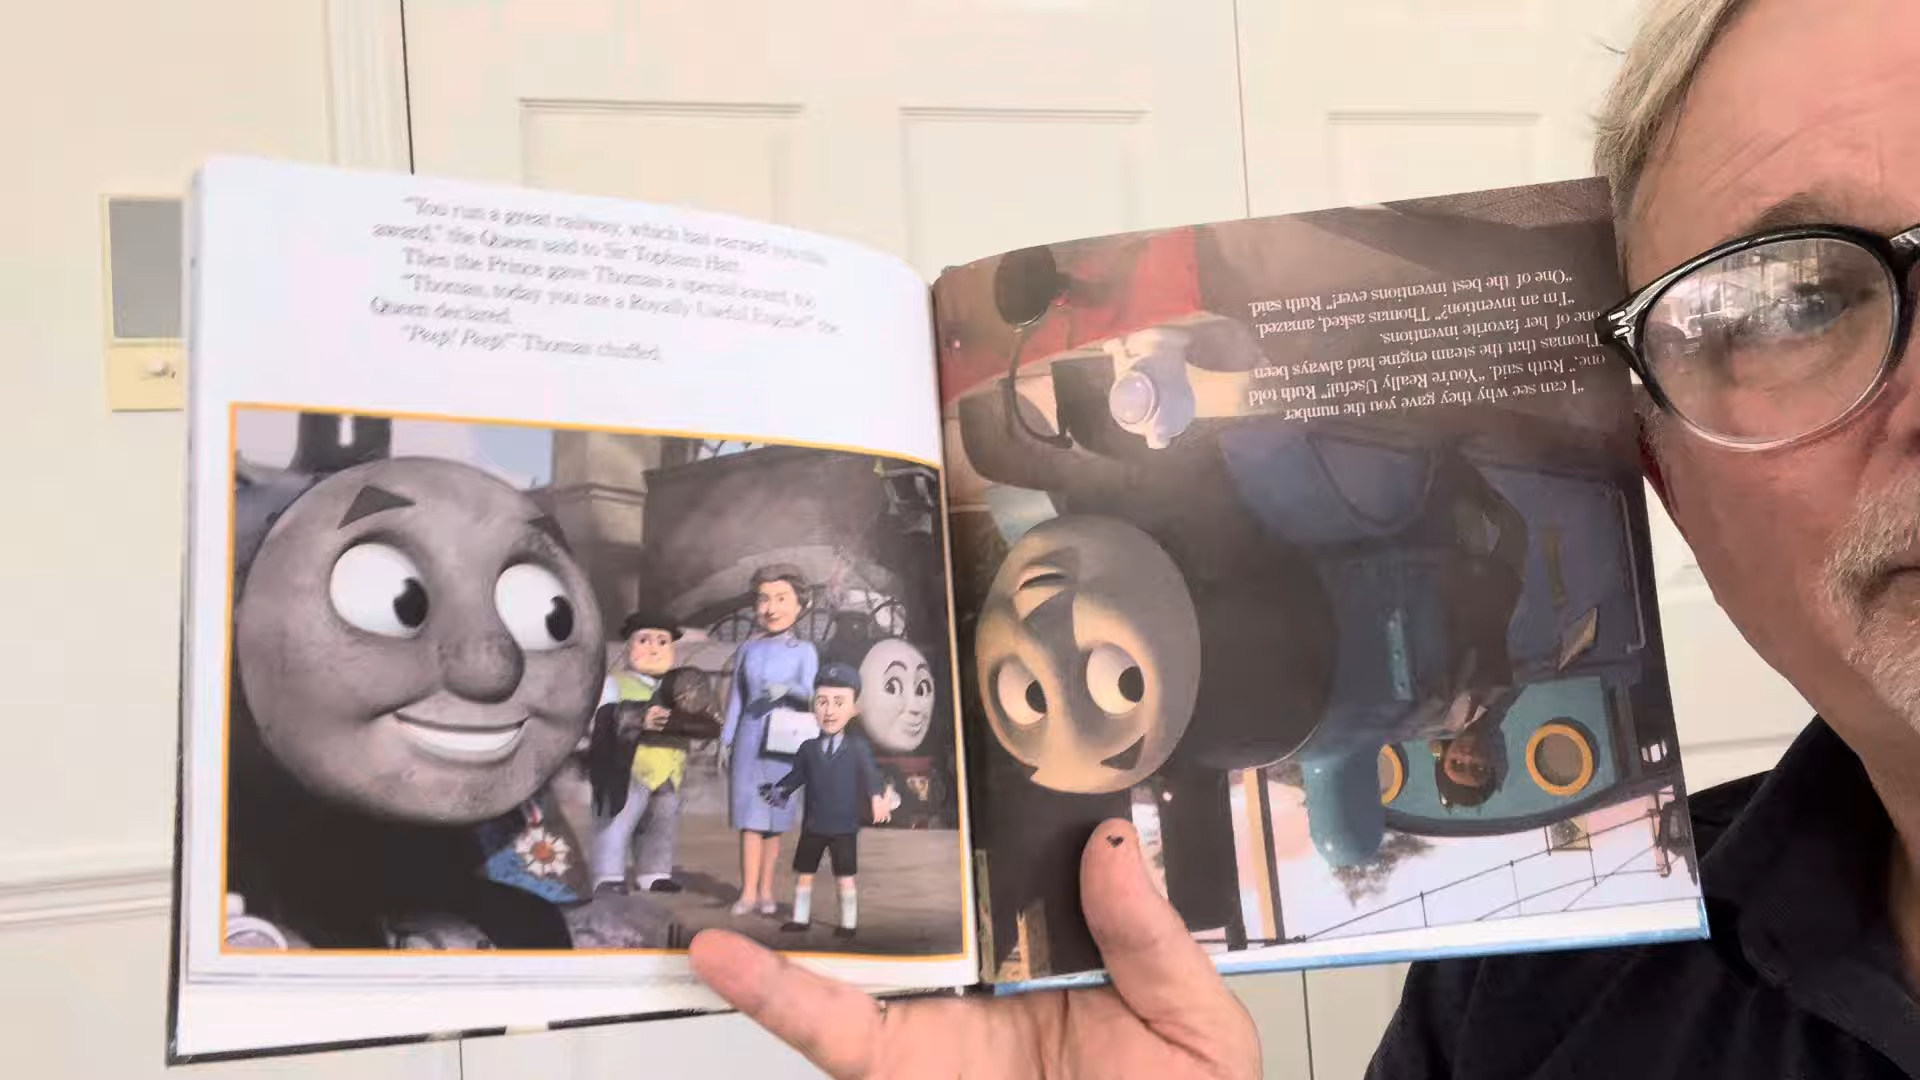 "You run a great railway, which has earned you this
award," the Queen said to Sir Topham Hatt.
Then the Prince gave Thomas a special award, too.
"Thomas, today you are a Royally Useful Engine!" the
Queen declared.
"Peep! Peep!" Thomas chuffed.
"I can see why they gave you the number
one," Ruth said. "You're Really Useful!" Ruth told
Thomas that the steam engine had always been
one of her favorite inventions.
"I'm an invention?" Thomas asked, amazed.
"One of the best inventions ever!" Ruth said.